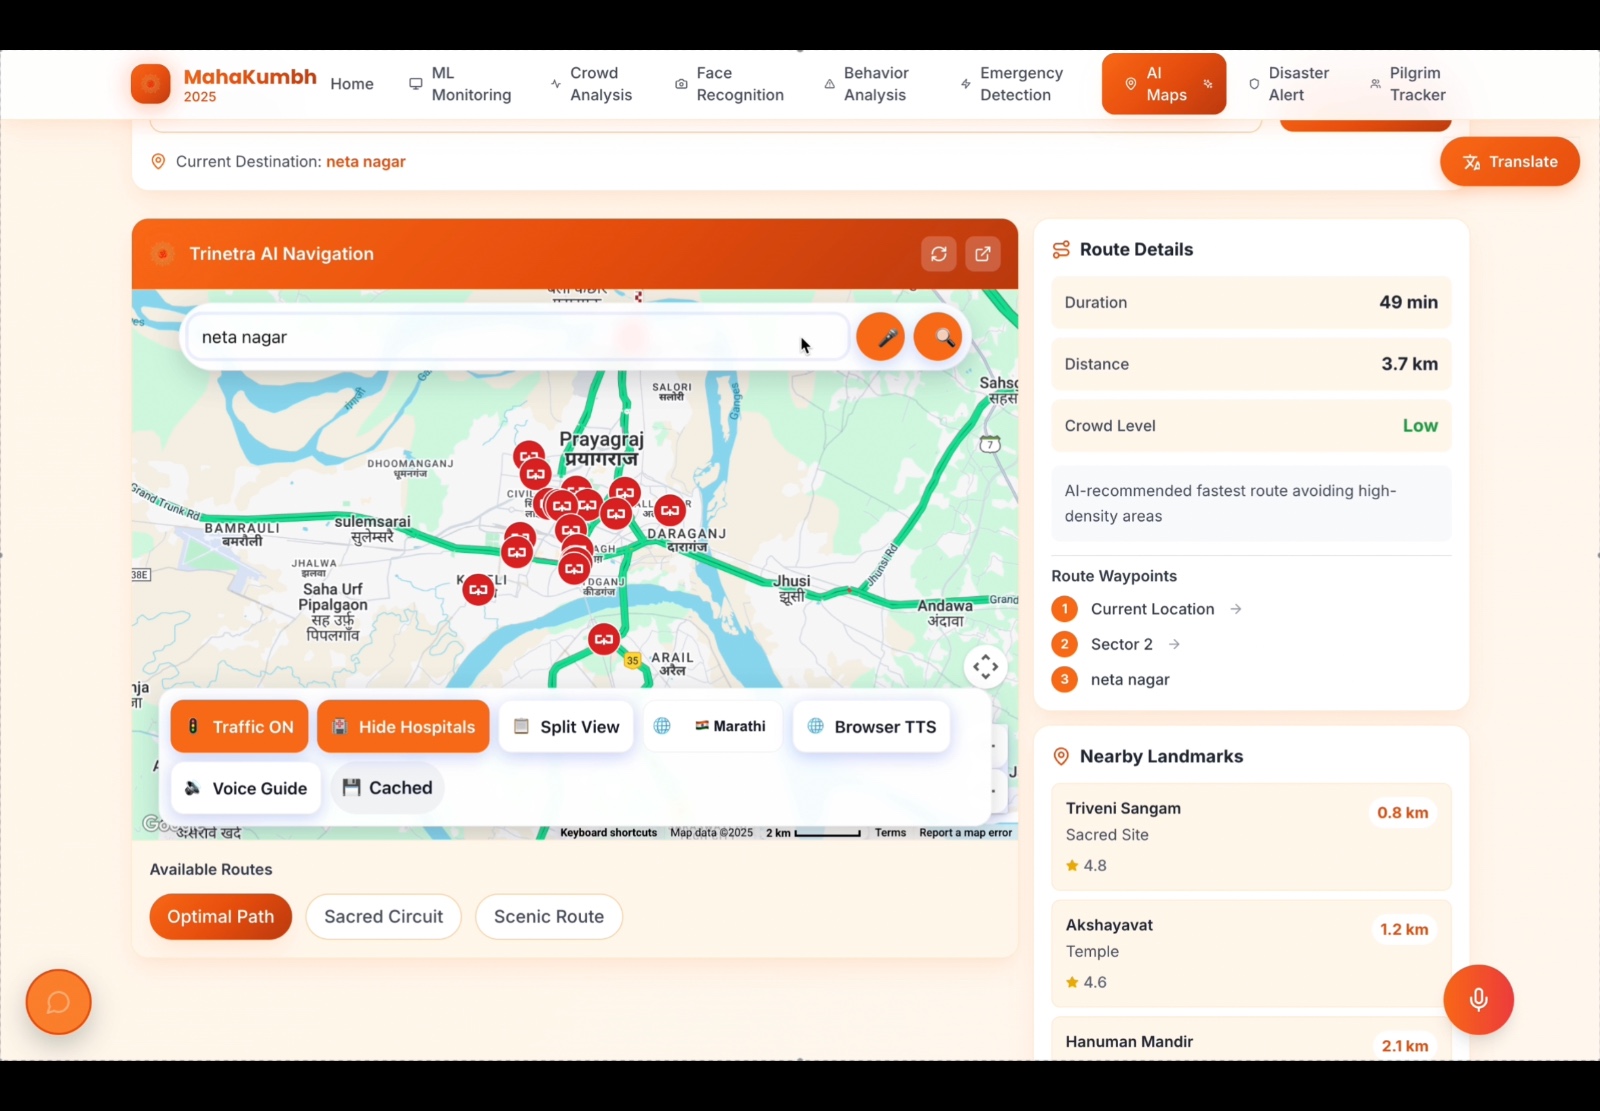 MahaKumbh
2025
Home
ML
Monitoring
Crowd
Analysis
Face
Recognition
Behavior
Analysis
Emergency
Detection
AI
Maps
Disaster
Alert
Pilgrim
Tracker
Current Destination: neta nagar
Translate
Trinetra AI Navigation
neta nagar
SALORI
सलोरी
Ganges
Prayagraj
प्रयागराज
DHOOMANGANJ
धूमनगंज
7
Grand Trunk Rd
BAMRAULI
बमरौली
sulemsarai
सुलेमसरै
DARAGANJ
दारागंज
JHALWA
झलवा
38E
Saha Urf
Pipalgaon
सह उर्फ़
पिपलगाँव
कीडगंज
Jhusi
झूसी
Jhunsi Rd
Andawa
अंदावा
Grand
35
ARAIL
अरैल
Traffic ON
Hide Hospitals
Split View
Marathi
Browser TTS
Voice Guide
Cached
Keyboard shortcuts
Map data ©2025
2 km
Terms
Report a map error
Available Routes
Optimal Path
Sacred Circuit
Scenic Route
Route Details
Duration 49 min
Distance 3.7 km
Crowd Level Low
AI-recommended fastest route avoiding high-
density areas
Route Waypoints
1 Current Location →
2 Sector 2 →
3 neta nagar
Nearby Landmarks
Triveni Sangam 0.8 km
Sacred Site
4.8
Akshayavat 1.2 km
Temple
4.6
Hanuman Mandir 2.1 km